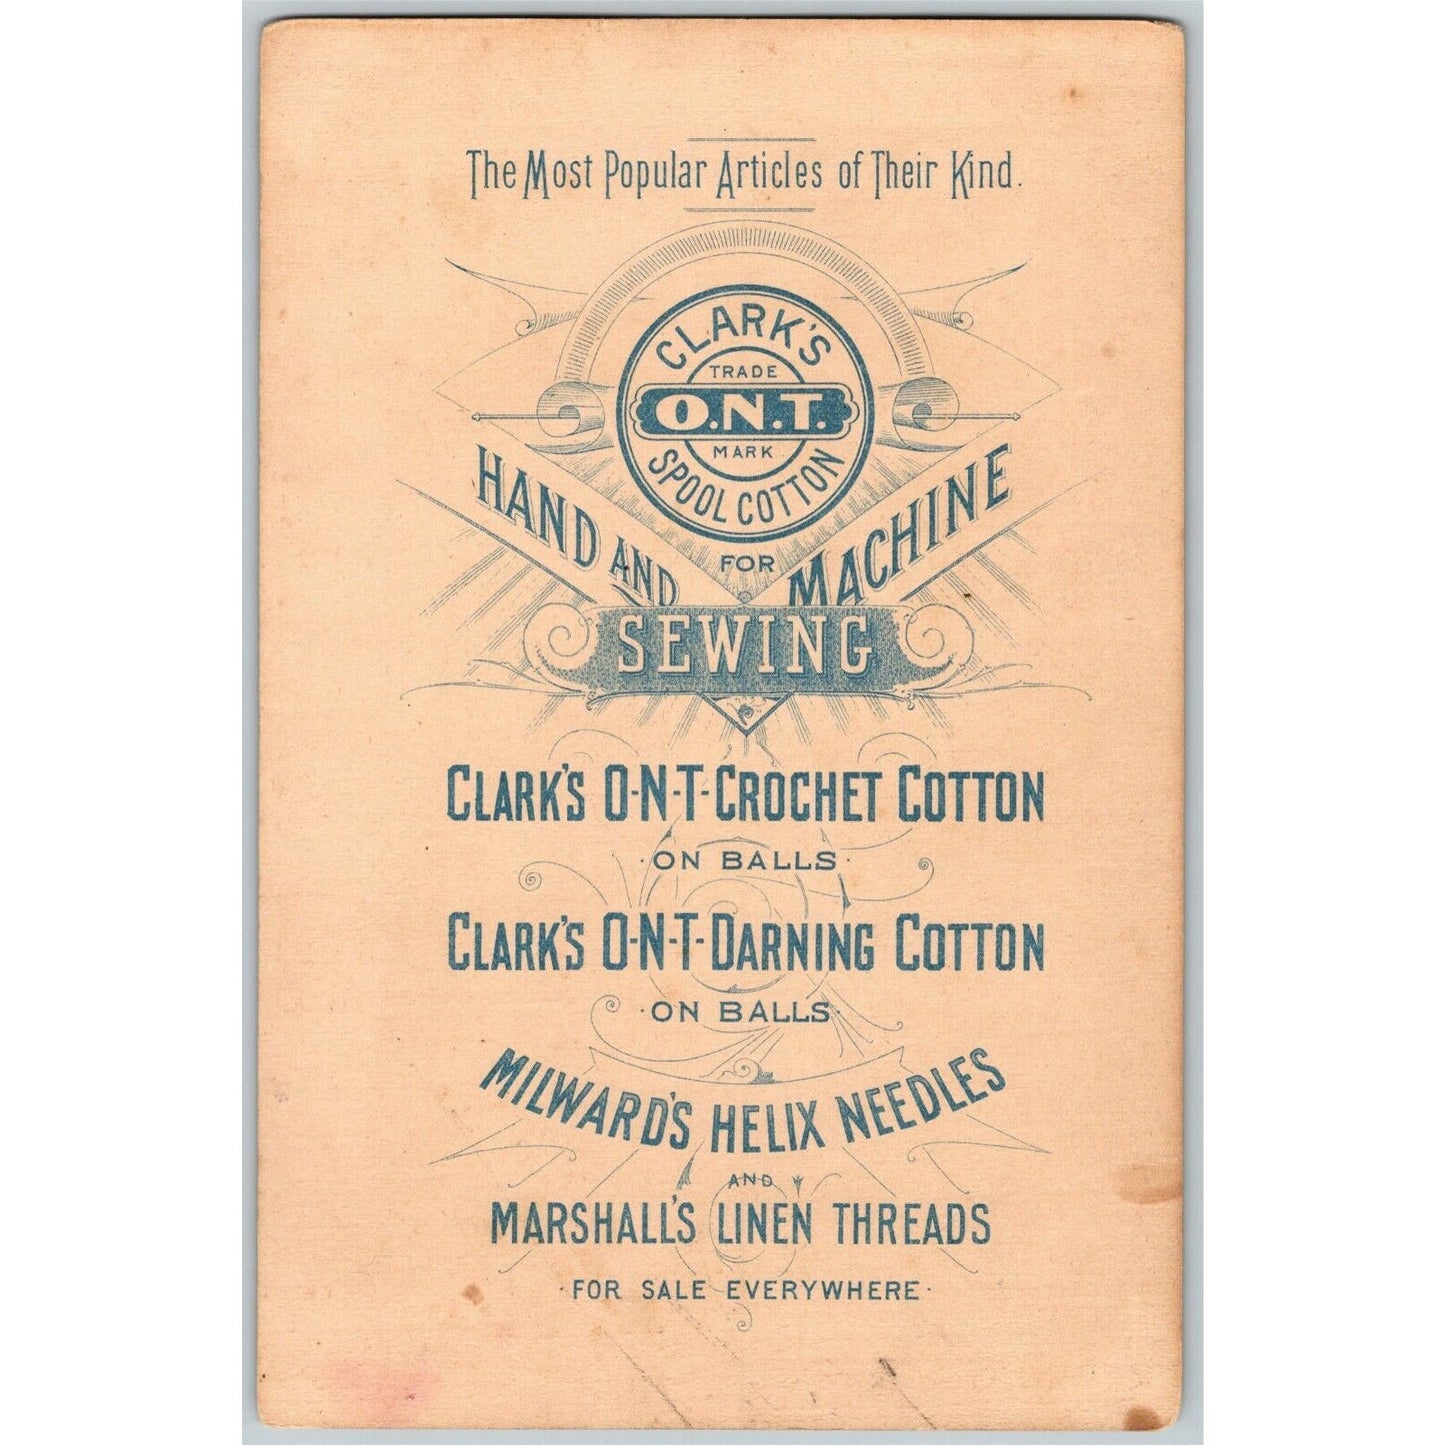 The Most Popular Articles of Their Kind.
CLARK'S
TRADE
O.N.T.
MARK
SPOOL COTTON
FOR
HAND AND MACHINE
SEWING
CLARK'S O-N-T-CROCHET COTTON
·ON BALLS·
CLARK'S O-N-T-DARNING COTTON
·ON BALLS·
MILWARD'S HELIX NEEDLES
AND
MARSHALL'S LINEN THREADS
·FOR SALE EVERYWHERE·